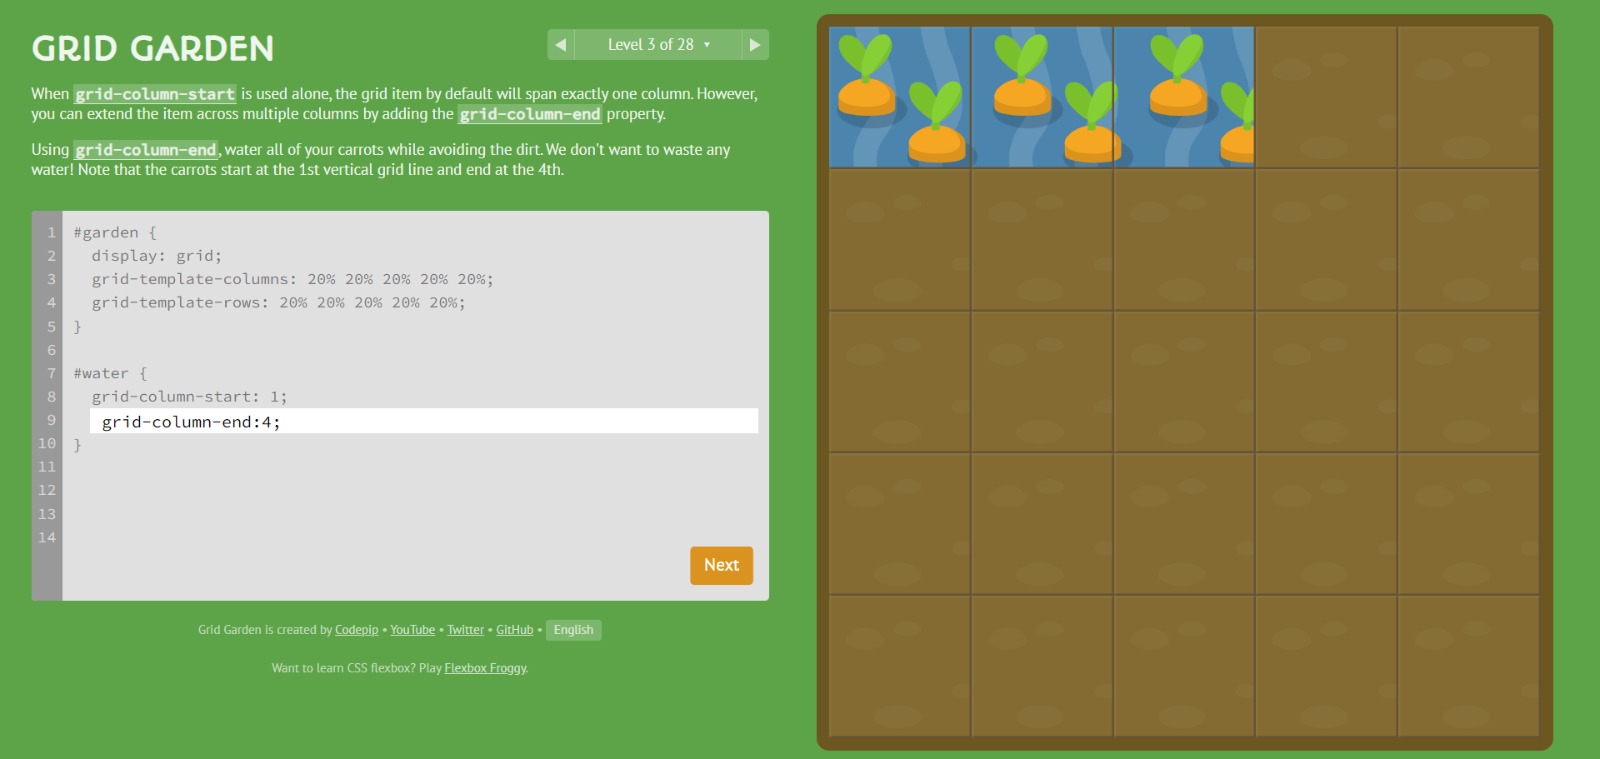 GRID GARDEN
◀ Level 3 of 28 ▾ ▶
When grid-column-start is used alone, the grid item by default will span exactly one column. However,
you can extend the item across multiple columns by adding the grid-column-end property.
Using grid-column-end, water all of your carrots while avoiding the dirt. We don't want to waste any
water! Note that the carrots start at the 1st vertical grid line and end at the 4th.
1 #garden {
2 display: grid;
3 grid-template-columns: 20% 20% 20% 20% 20%;
4 grid-template-rows: 20% 20% 20% 20% 20%;
5 }
6
7 #water {
8 grid-column-start: 1;
9 grid-column-end:4;
10 }
11
12
13
14
Next
Grid Garden is created by Codepip • YouTube • Twitter • GitHub • English
Want to learn CSS flexbox? Play Flexbox Froggy.